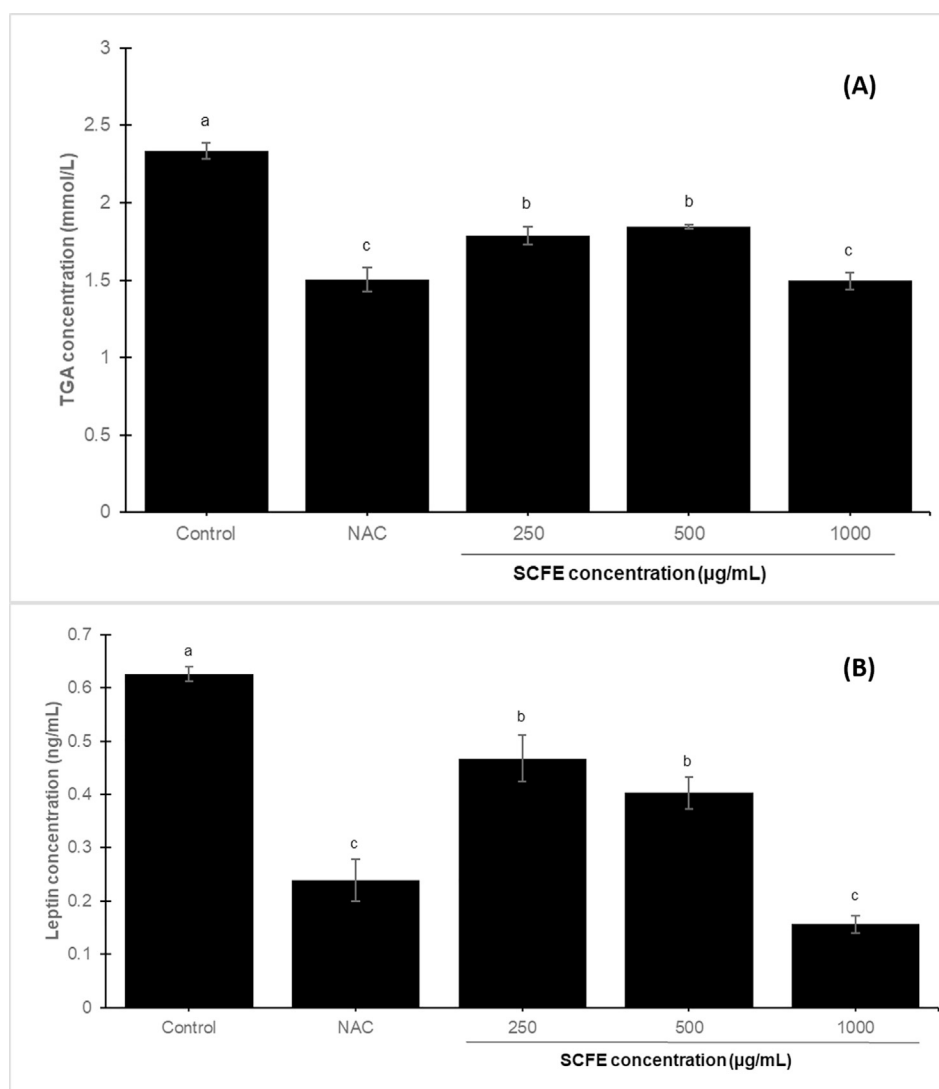 (A)
TGA concentration (mmol/L)
3
2.5
2
1.5
1
0.5
0
a
c
b
b
c
Control
NAC
250
500
1000
SCFE concentration (µg/mL)
(B)
Leptin concentration (ng/mL)
0.7
0.6
0.5
0.4
0.3
0.2
0.1
0
a
c
b
b
c
Control
NAC
250
500
1000
SCFE concentration (µg/mL)